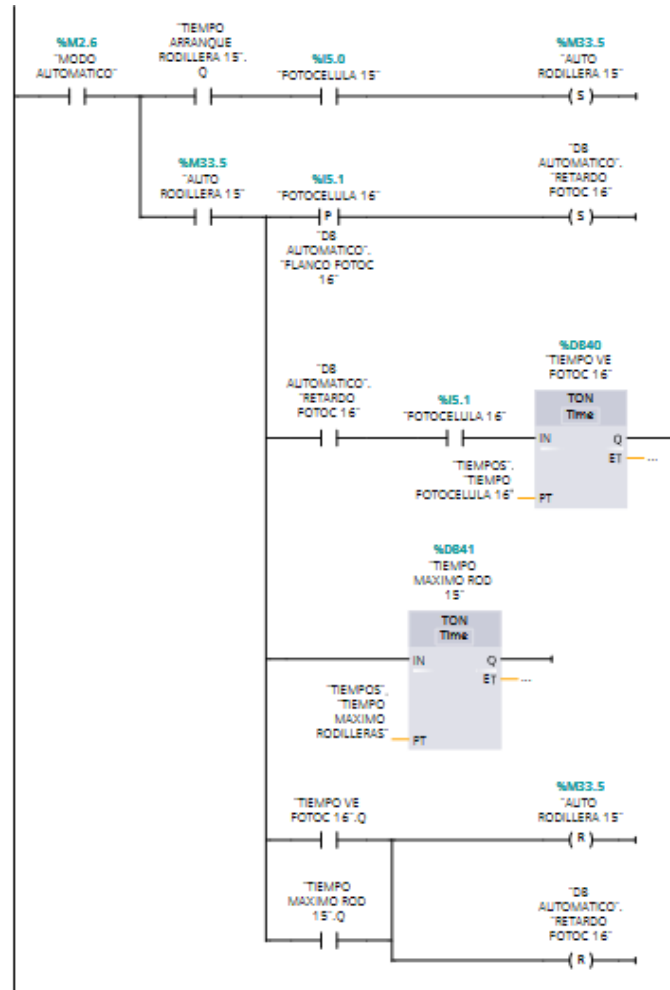 %M2.6
"MODO
AUTOMATICO"
"TIEMPO
ARRANQUE
RODILLERA 15".
Q
%I5.0
"FOTOCELULA 15"
%M33.5
"AUTO
RODILLERA 15"
( S )
%M33.5
"AUTO
RODILLERA 15"
%I5.1
"FOTOCELULA 16"
P
"DB
AUTOMATICO".
"FLANCO FOTOC
16"
"DB
AUTOMATICO".
"RETARDO
FOTOC 16"
( S )
"DB
AUTOMATICO".
"RETARDO
FOTOC 16"
%I5.1
"FOTOCELULA 16"
%DB40
"TIEMPO VE
FOTOC 16"
TON
Time
IN
Q
ET
...
"TIEMPOS".
"TIEMPO
FOTOCELULA 16"
PT
%DB41
"TIEMPO
MAXIMO ROD
15"
TON
Time
IN
Q
ET
...
"TIEMPOS".
"TIEMPO
MAXIMO
RODILLERAS"
PT
"TIEMPO VE
FOTOC 16".Q
%M33.5
"AUTO
RODILLERA 15"
( R )
"TIEMPO
MAXIMO ROD
15".Q
"DB
AUTOMATICO".
"RETARDO
FOTOC 16"
( R )